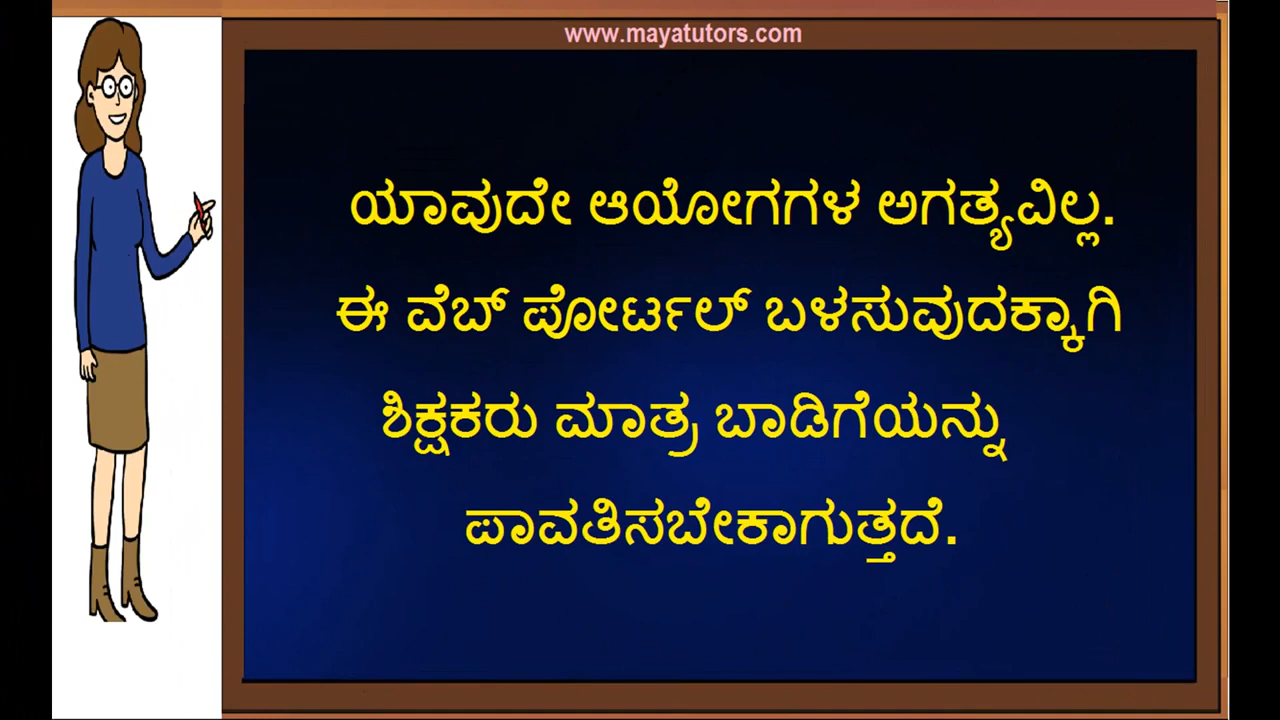 www.mayatutors.com
ಯಾವುದೇ ಆಯೋಗಗಳ ಅಗತ್ಯವಿಲ್ಲ.
ಈ ವೆಬ್ ಪೋರ್ಟಲ್ ಬಳಸುವುದಕ್ಕಾಗಿ
ಶಿಕ್ಷಕರು ಮಾತ್ರ ಬಾಡಿಗೆಯನ್ನು
ಪಾವತಿಸಬೇಕಾಗುತ್ತದೆ.